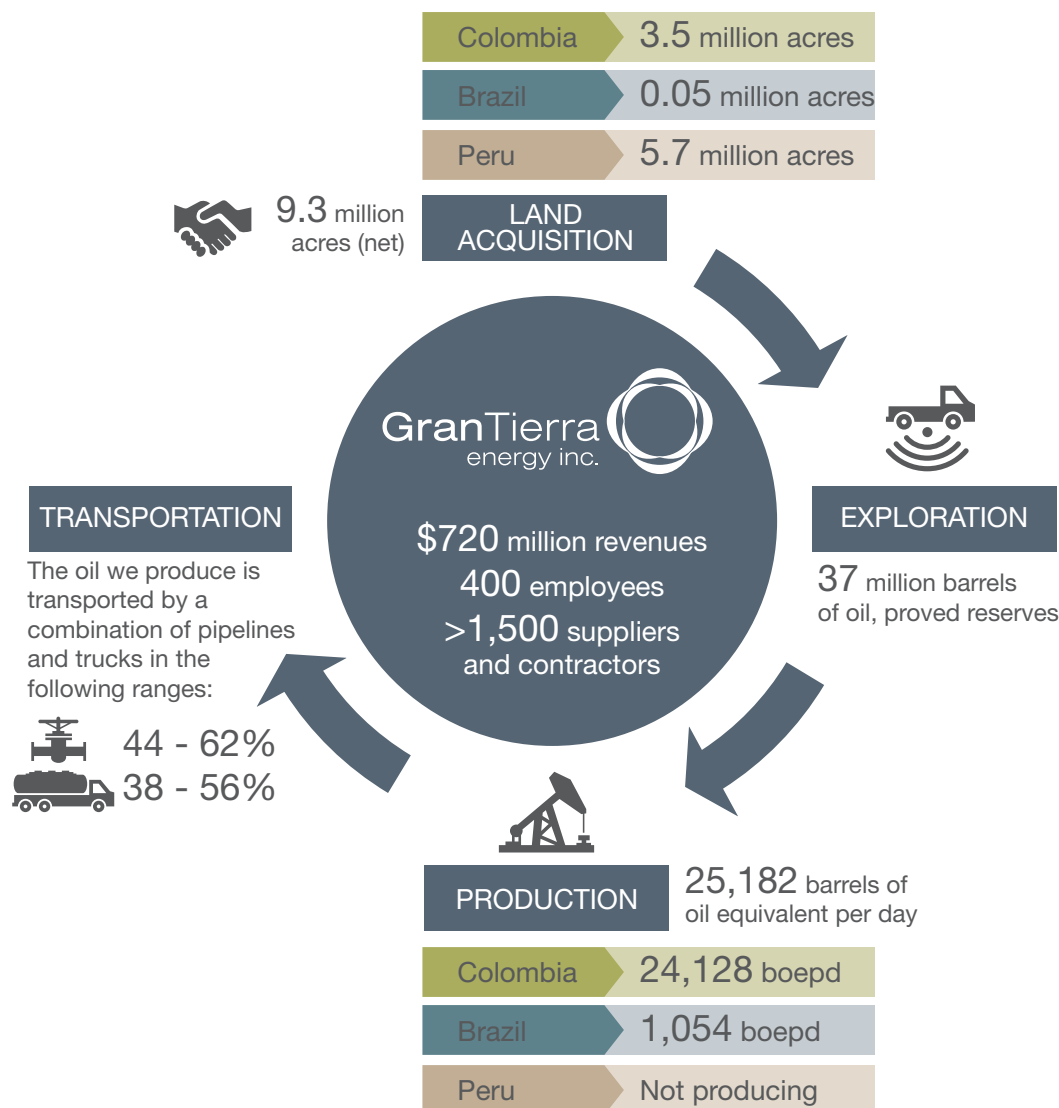 Colombia 3.5 million acres
Brazil 0.05 million acres
Peru 5.7 million acres
9.3 million
acres (net)
LAND
ACQUISITION
GranTierra
energy inc.
$720 million revenues
400 employees
>1,500 suppliers
and contractors
EXPLORATION
37 million barrels
of oil, proved reserves
TRANSPORTATION
The oil we produce is
transported by a
combination of pipelines
and trucks in the
following ranges:
44 - 62%
38 - 56%
PRODUCTION
25,182 barrels of
oil equivalent per day
Colombia 24,128 boepd
Brazil 1,054 boepd
Peru Not producing